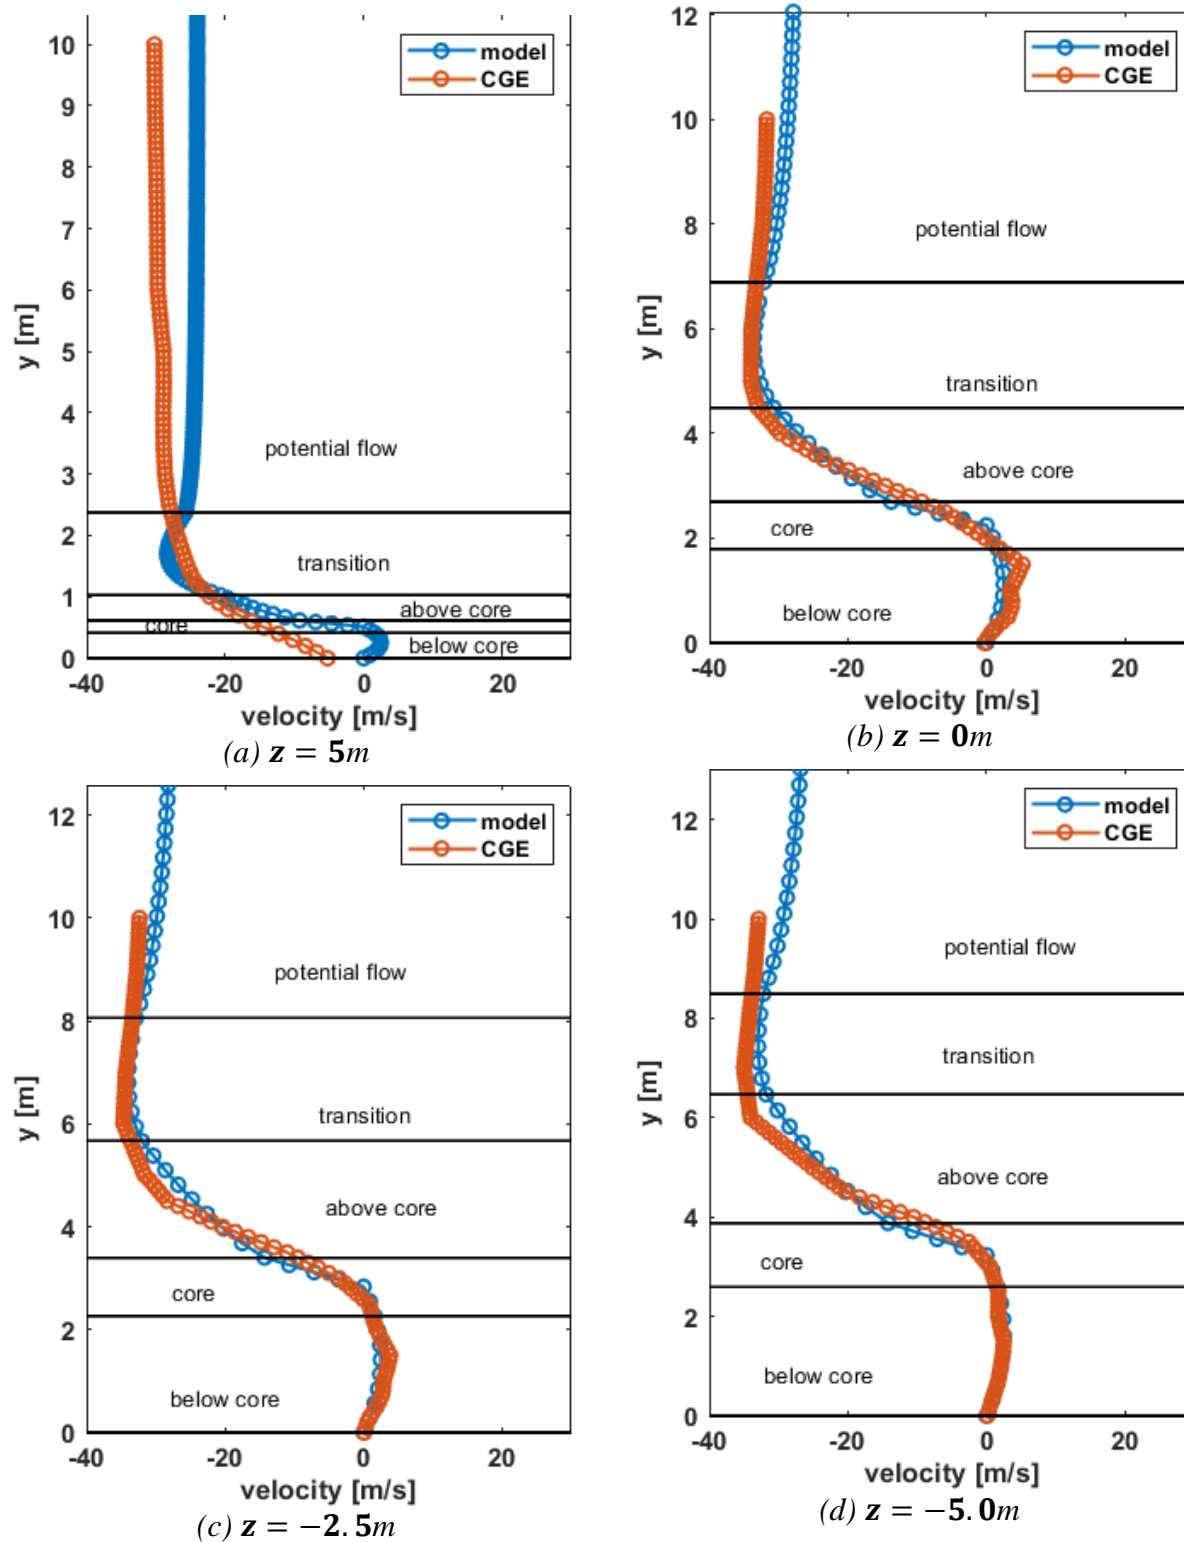 10
9
8
7
6
5
4
3
2
1
0
y [m]
model
CGE
potential flow
transition
above core
core
below core
-40 -20 0 20
velocity [m/s]
(a) z = 5m
12
10
8
6
4
2
0
y [m]
model
CGE
potential flow
transition
above core
core
below core
-40 -20 0 20
velocity [m/s]
(b) z = 0m
12
10
8
6
4
2
0
y [m]
model
CGE
potential flow
transition
above core
core
below core
-40 -20 0 20
velocity [m/s]
(c) z = −2.5m
12
10
8
6
4
2
0
y [m]
model
CGE
potential flow
transition
above core
core
below core
-40 -20 0 20
velocity [m/s]
(d) z = −5.0m